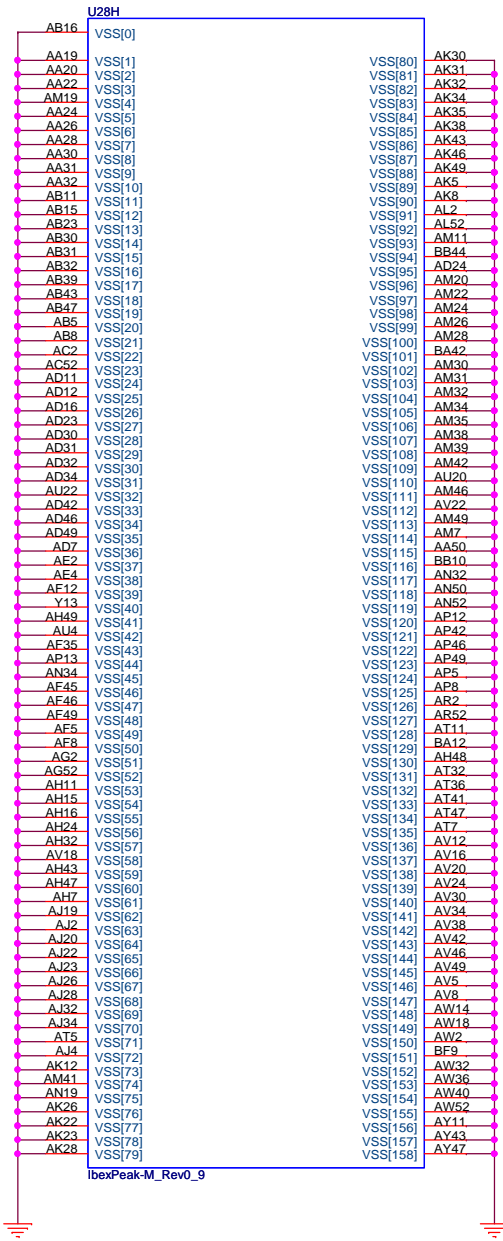 U28H
AB16 VSS[0]
AA19 VSS[1] VSS[80] AK30
AA20 VSS[2] VSS[81] AK31
AA22 VSS[3] VSS[82] AK32
AM19 VSS[4] VSS[83] AK34
AA24 VSS[5] VSS[84] AK35
AA26 VSS[6] VSS[85] AK38
AA28 VSS[7] VSS[86] AK43
AA30 VSS[8] VSS[87] AK46
AA31 VSS[9] VSS[88] AK49
AA32 VSS[10] VSS[89] AK5
AB11 VSS[11] VSS[90] AK8
AB15 VSS[12] VSS[91] AL2
AB23 VSS[13] VSS[92] AL52
AB30 VSS[14] VSS[93] AM11
AB31 VSS[15] VSS[94] BB44
AB32 VSS[16] VSS[95] AD24
AB39 VSS[17] VSS[96] AM20
AB43 VSS[18] VSS[97] AM22
AB47 VSS[19] VSS[98] AM24
AB5 VSS[20] VSS[99] AM26
AB8 VSS[21] VSS[100] AM28
AC2 VSS[22] VSS[101] BA42
AC52 VSS[23] VSS[102] AM30
AD11 VSS[24] VSS[103] AM31
AD12 VSS[25] VSS[104] AM32
AD16 VSS[26] VSS[105] AM34
AD23 VSS[27] VSS[106] AM35
AD30 VSS[28] VSS[107] AM38
AD31 VSS[29] VSS[108] AM39
AD32 VSS[30] VSS[109] AM42
AD34 VSS[31] VSS[110] AU20
AU22 VSS[32] VSS[111] AM46
AD42 VSS[33] VSS[112] AV22
AD46 VSS[34] VSS[113] AM49
AD49 VSS[35] VSS[114] AM7
AD7 VSS[36] VSS[115] AA50
AE2 VSS[37] VSS[116] BB10
AE4 VSS[38] VSS[117] AN32
AF12 VSS[39] VSS[118] AN50
Y13 VSS[40] VSS[119] AN52
AH49 VSS[41] VSS[120] AP12
AU4 VSS[42] VSS[121] AP42
AF35 VSS[43] VSS[122] AP46
AP13 VSS[44] VSS[123] AP49
AN34 VSS[45] VSS[124] AP5
AF45 VSS[46] VSS[125] AP8
AF46 VSS[47] VSS[126] AR2
AF49 VSS[48] VSS[127] AR52
AF5 VSS[49] VSS[128] AT11
AF8 VSS[50] VSS[129] BA12
AG2 VSS[51] VSS[130] AH48
AG52 VSS[52] VSS[131] AT32
AH11 VSS[53] VSS[132] AT36
AH15 VSS[54] VSS[133] AT41
AH16 VSS[55] VSS[134] AT47
AH24 VSS[56] VSS[135] AT7
AH32 VSS[57] VSS[136] AV12
AV18 VSS[58] VSS[137] AV16
AH43 VSS[59] VSS[138] AV20
AH47 VSS[60] VSS[139] AV24
AH7 VSS[61] VSS[140] AV30
AJ19 VSS[62] VSS[141] AV34
AJ2 VSS[63] VSS[142] AV38
AJ20 VSS[64] VSS[143] AV42
AJ22 VSS[65] VSS[144] AV46
AJ23 VSS[66] VSS[145] AV49
AJ26 VSS[67] VSS[146] AV5
AJ28 VSS[68] VSS[147] AV8
AJ32 VSS[69] VSS[148] AW14
AJ34 VSS[70] VSS[149] AW18
AT5 VSS[71] VSS[150] AW2
AJ4 VSS[72] VSS[151] BF9
AK12 VSS[73] VSS[152] AW32
AM41 VSS[74] VSS[153] AW36
AN19 VSS[75] VSS[154] AW40
AK26 VSS[76] VSS[155] AW52
AK22 VSS[77] VSS[156] AY11
AK23 VSS[78] VSS[157] AY43
AK28 VSS[79] VSS[158] AY47
IbexPeak-M_Rev0_9